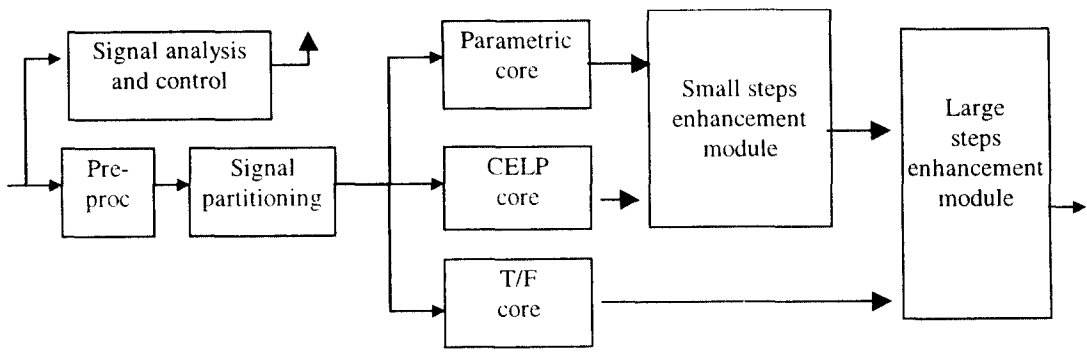 Signal analysis
and control
Pre-
proc
Signal
partitioning
Parametric
core
CELP
core
T/F
core
Small steps
enhancement
module
Large
steps
enhancement
module